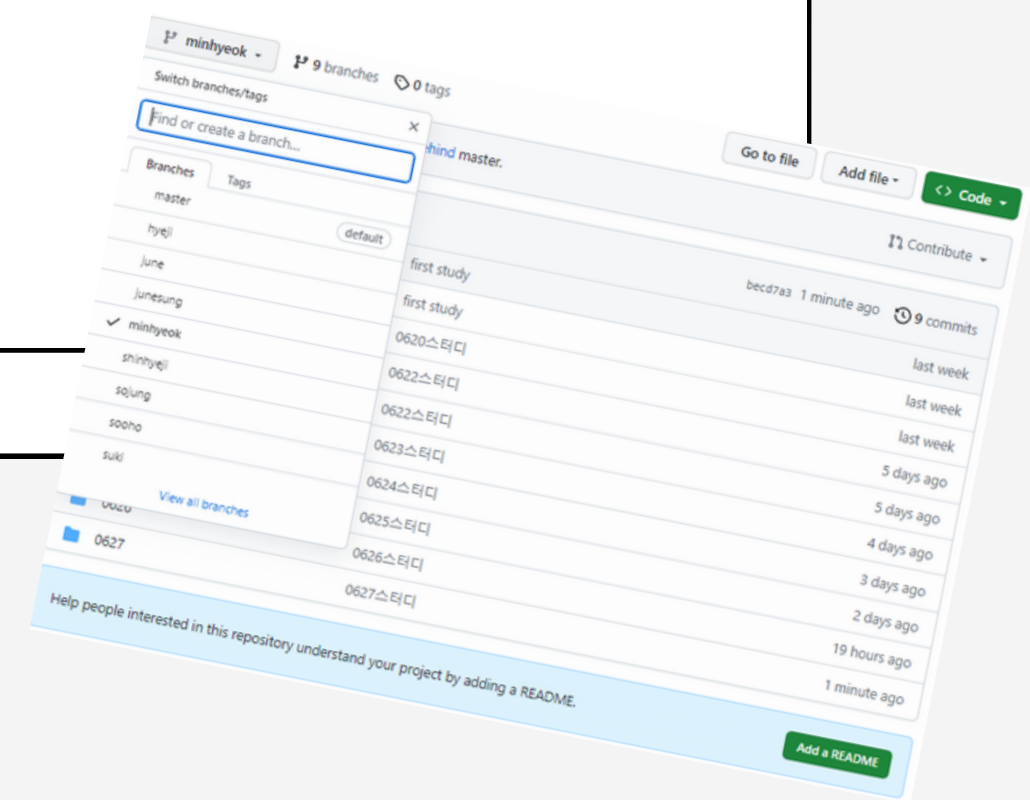 minhyeok
9 branches
0 tags
Switch branches/tags
Find or create a branch...
Branches
Tags
master
default
hyeji
june
junesung
minhyeok
shinhyeji
sojung
sooho
suki
View all branches
master.
Go to file
Add file
<> Code
Contribute
becd7a3 1 minute ago
9 commits
first study
last week
first study
last week
0620스터디
last week
0622스터디
5 days ago
0622스터디
5 days ago
0623스터디
4 days ago
0624스터디
3 days ago
0625스터디
2 days ago
0626스터디
19 hours ago
0627
0627스터디
1 minute ago
Help people interested in this repository understand your project by adding a README.
Add a README